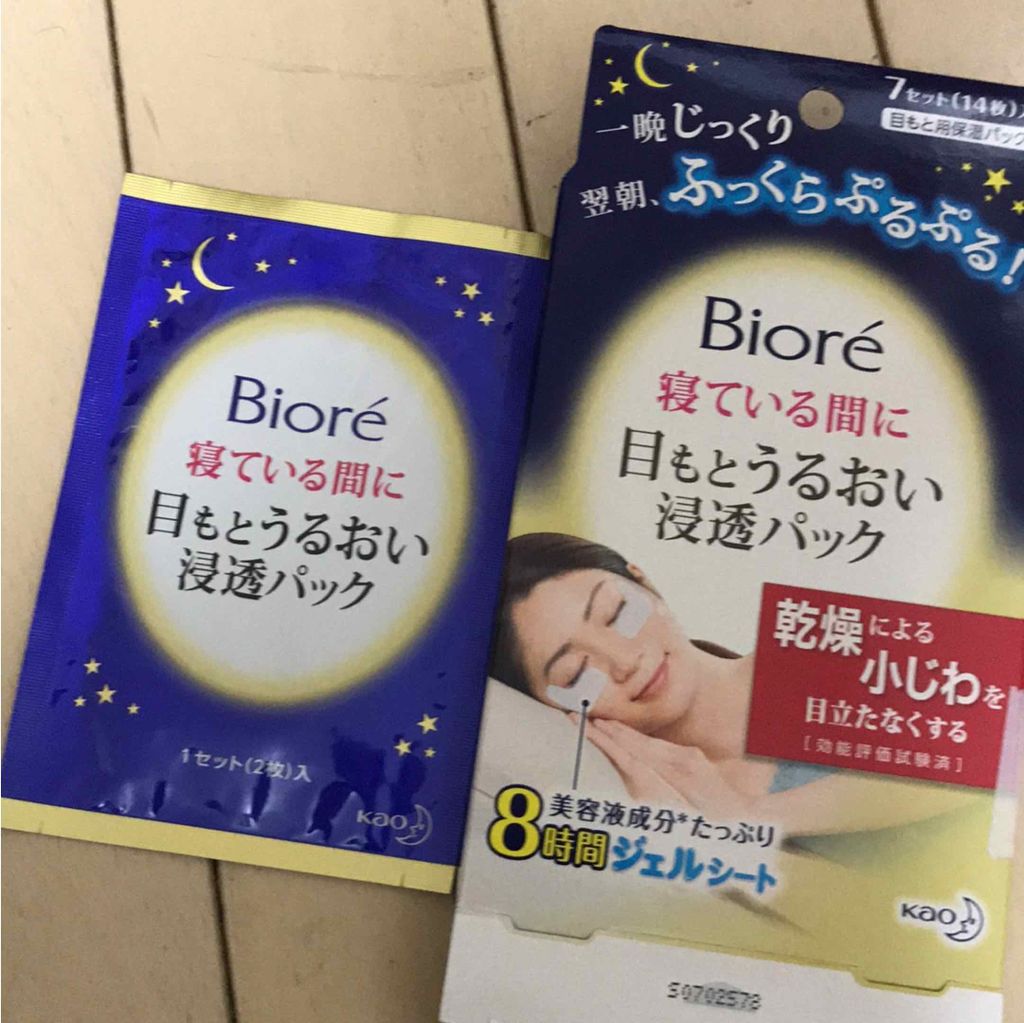 Bioré
寝ている間に
目もとうるおい
浸透パック
1セット(2枚)入
Kao
7セット(14枚)
目もと用保湿パック
一晩じっくり
翌朝、ふっくらぷるぷる!
Bioré
寝ている間に
目もとうるおい
浸透パック
乾燥による
小じわを
目立たなくする
[効能評価試験済]
美容液成分*たっぷり
8時間ジェルシート
Kao
S0702578